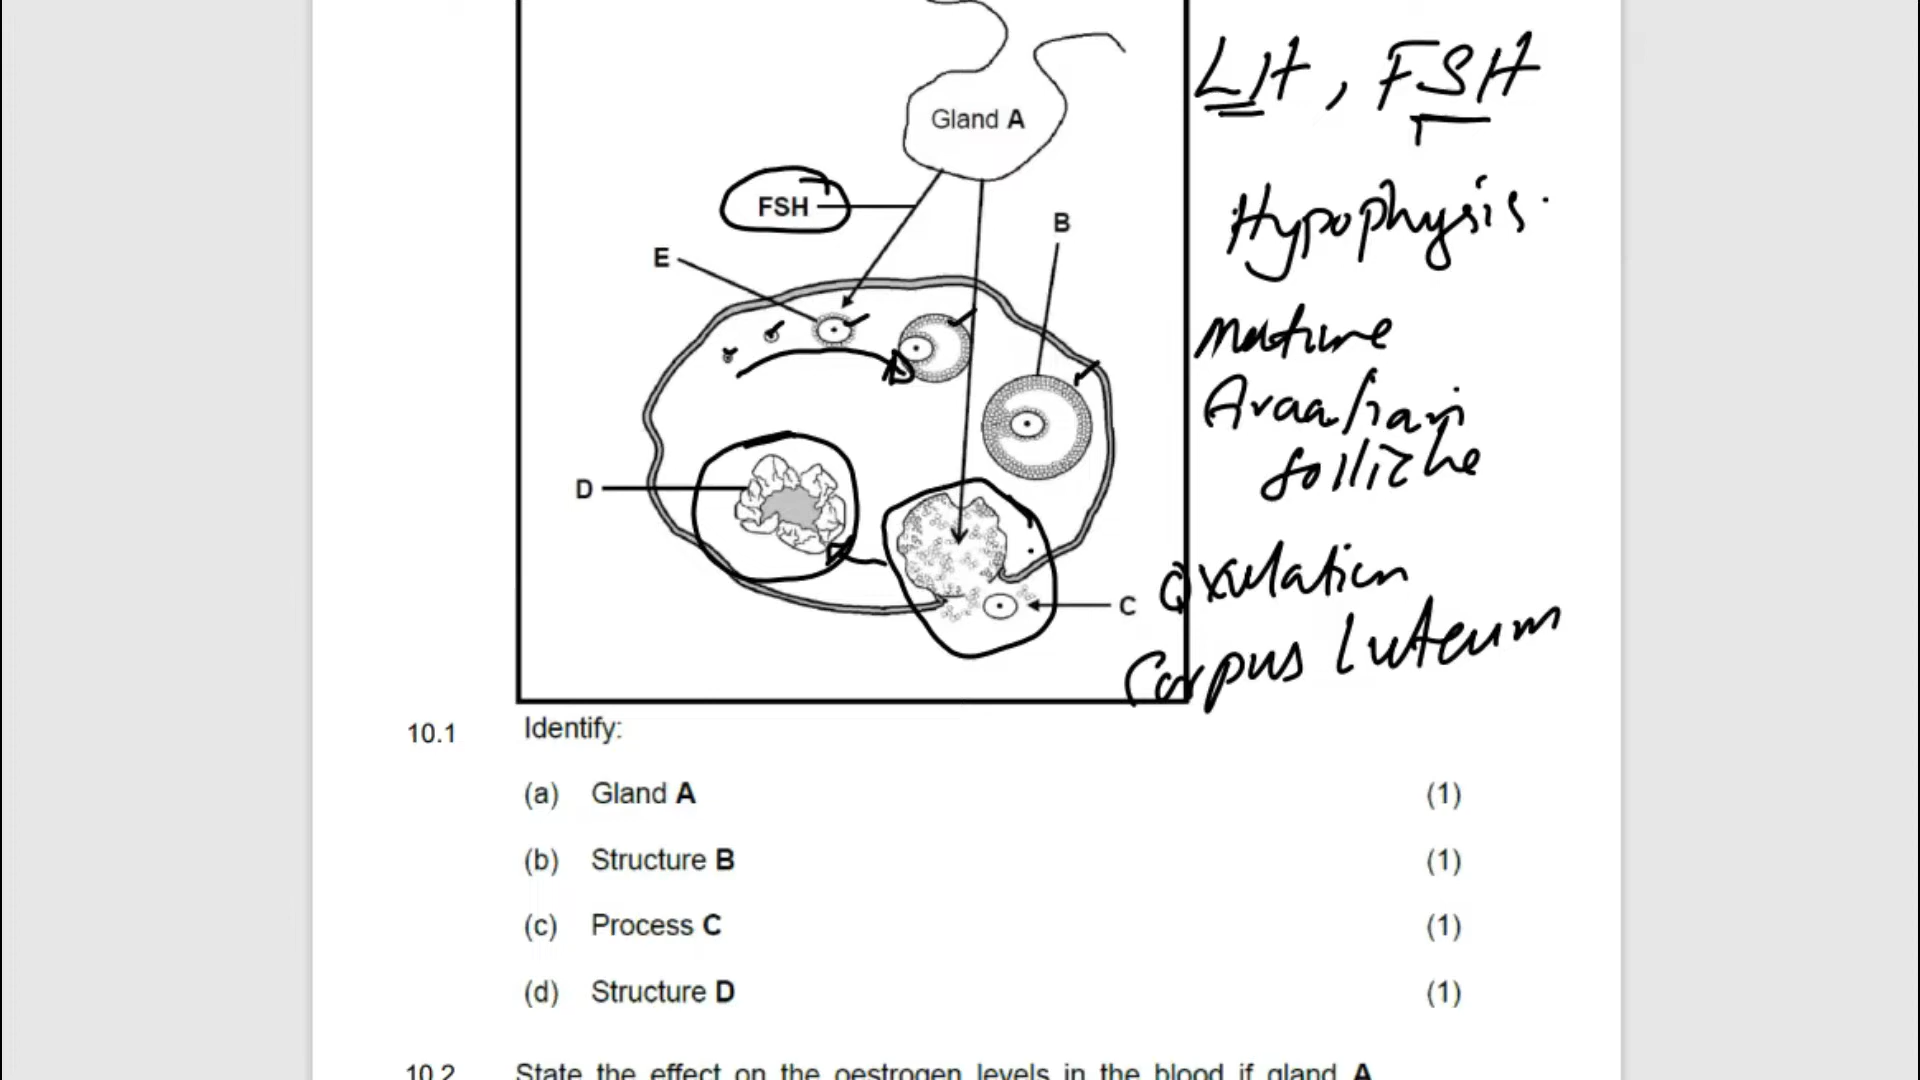 LH, FSH
Gland A
FSH
Hypophysis.
B
E
Mature
Graafian
follicle
D
C
Ovulation
Corpus luteum
10.1 Identify:
(a) Gland A (1)
(b) Structure B (1)
(c) Process C (1)
(d) Structure D (1)
10.2 State the effect on the oestrogen levels in the blood if gland A